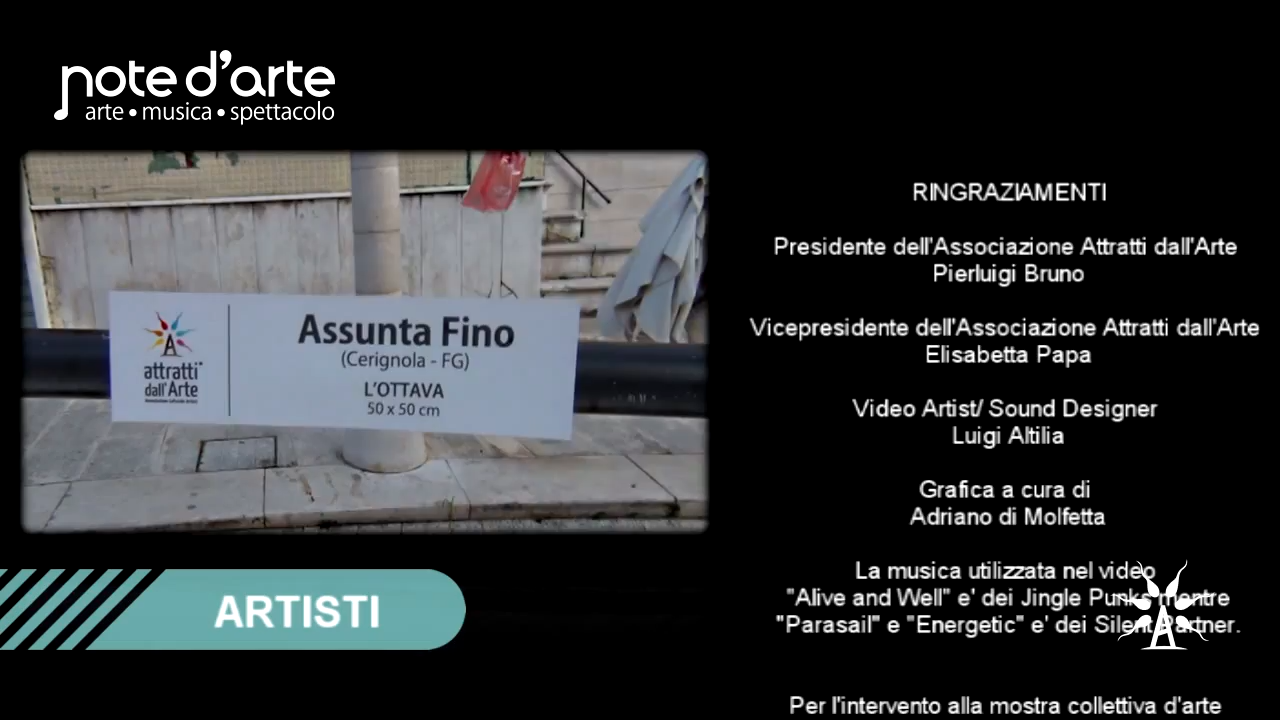 note d'arte
arte • musica • spettacolo
attratti
dall'Arte
Assunta Fino
(Cerignola - FG)
L'OTTAVA
50 x 50 cm
ARTISTI
RINGRAZIAMENTI
Presidente dell'Associazione Attratti dall'Arte
Pierluigi Bruno
Vicepresidente dell'Associazione Attratti dall'Arte
Elisabetta Papa
Video Artist/ Sound Designer
Luigi Altilia
Grafica a cura di
Adriano di Molfetta
La musica utilizzata nel video
"Alive and Well" e' dei Jingle Punks mentre
"Parasail" e "Energetic" e' dei Silent Partner.
Per l'intervento alla mostra collettiva d'arte